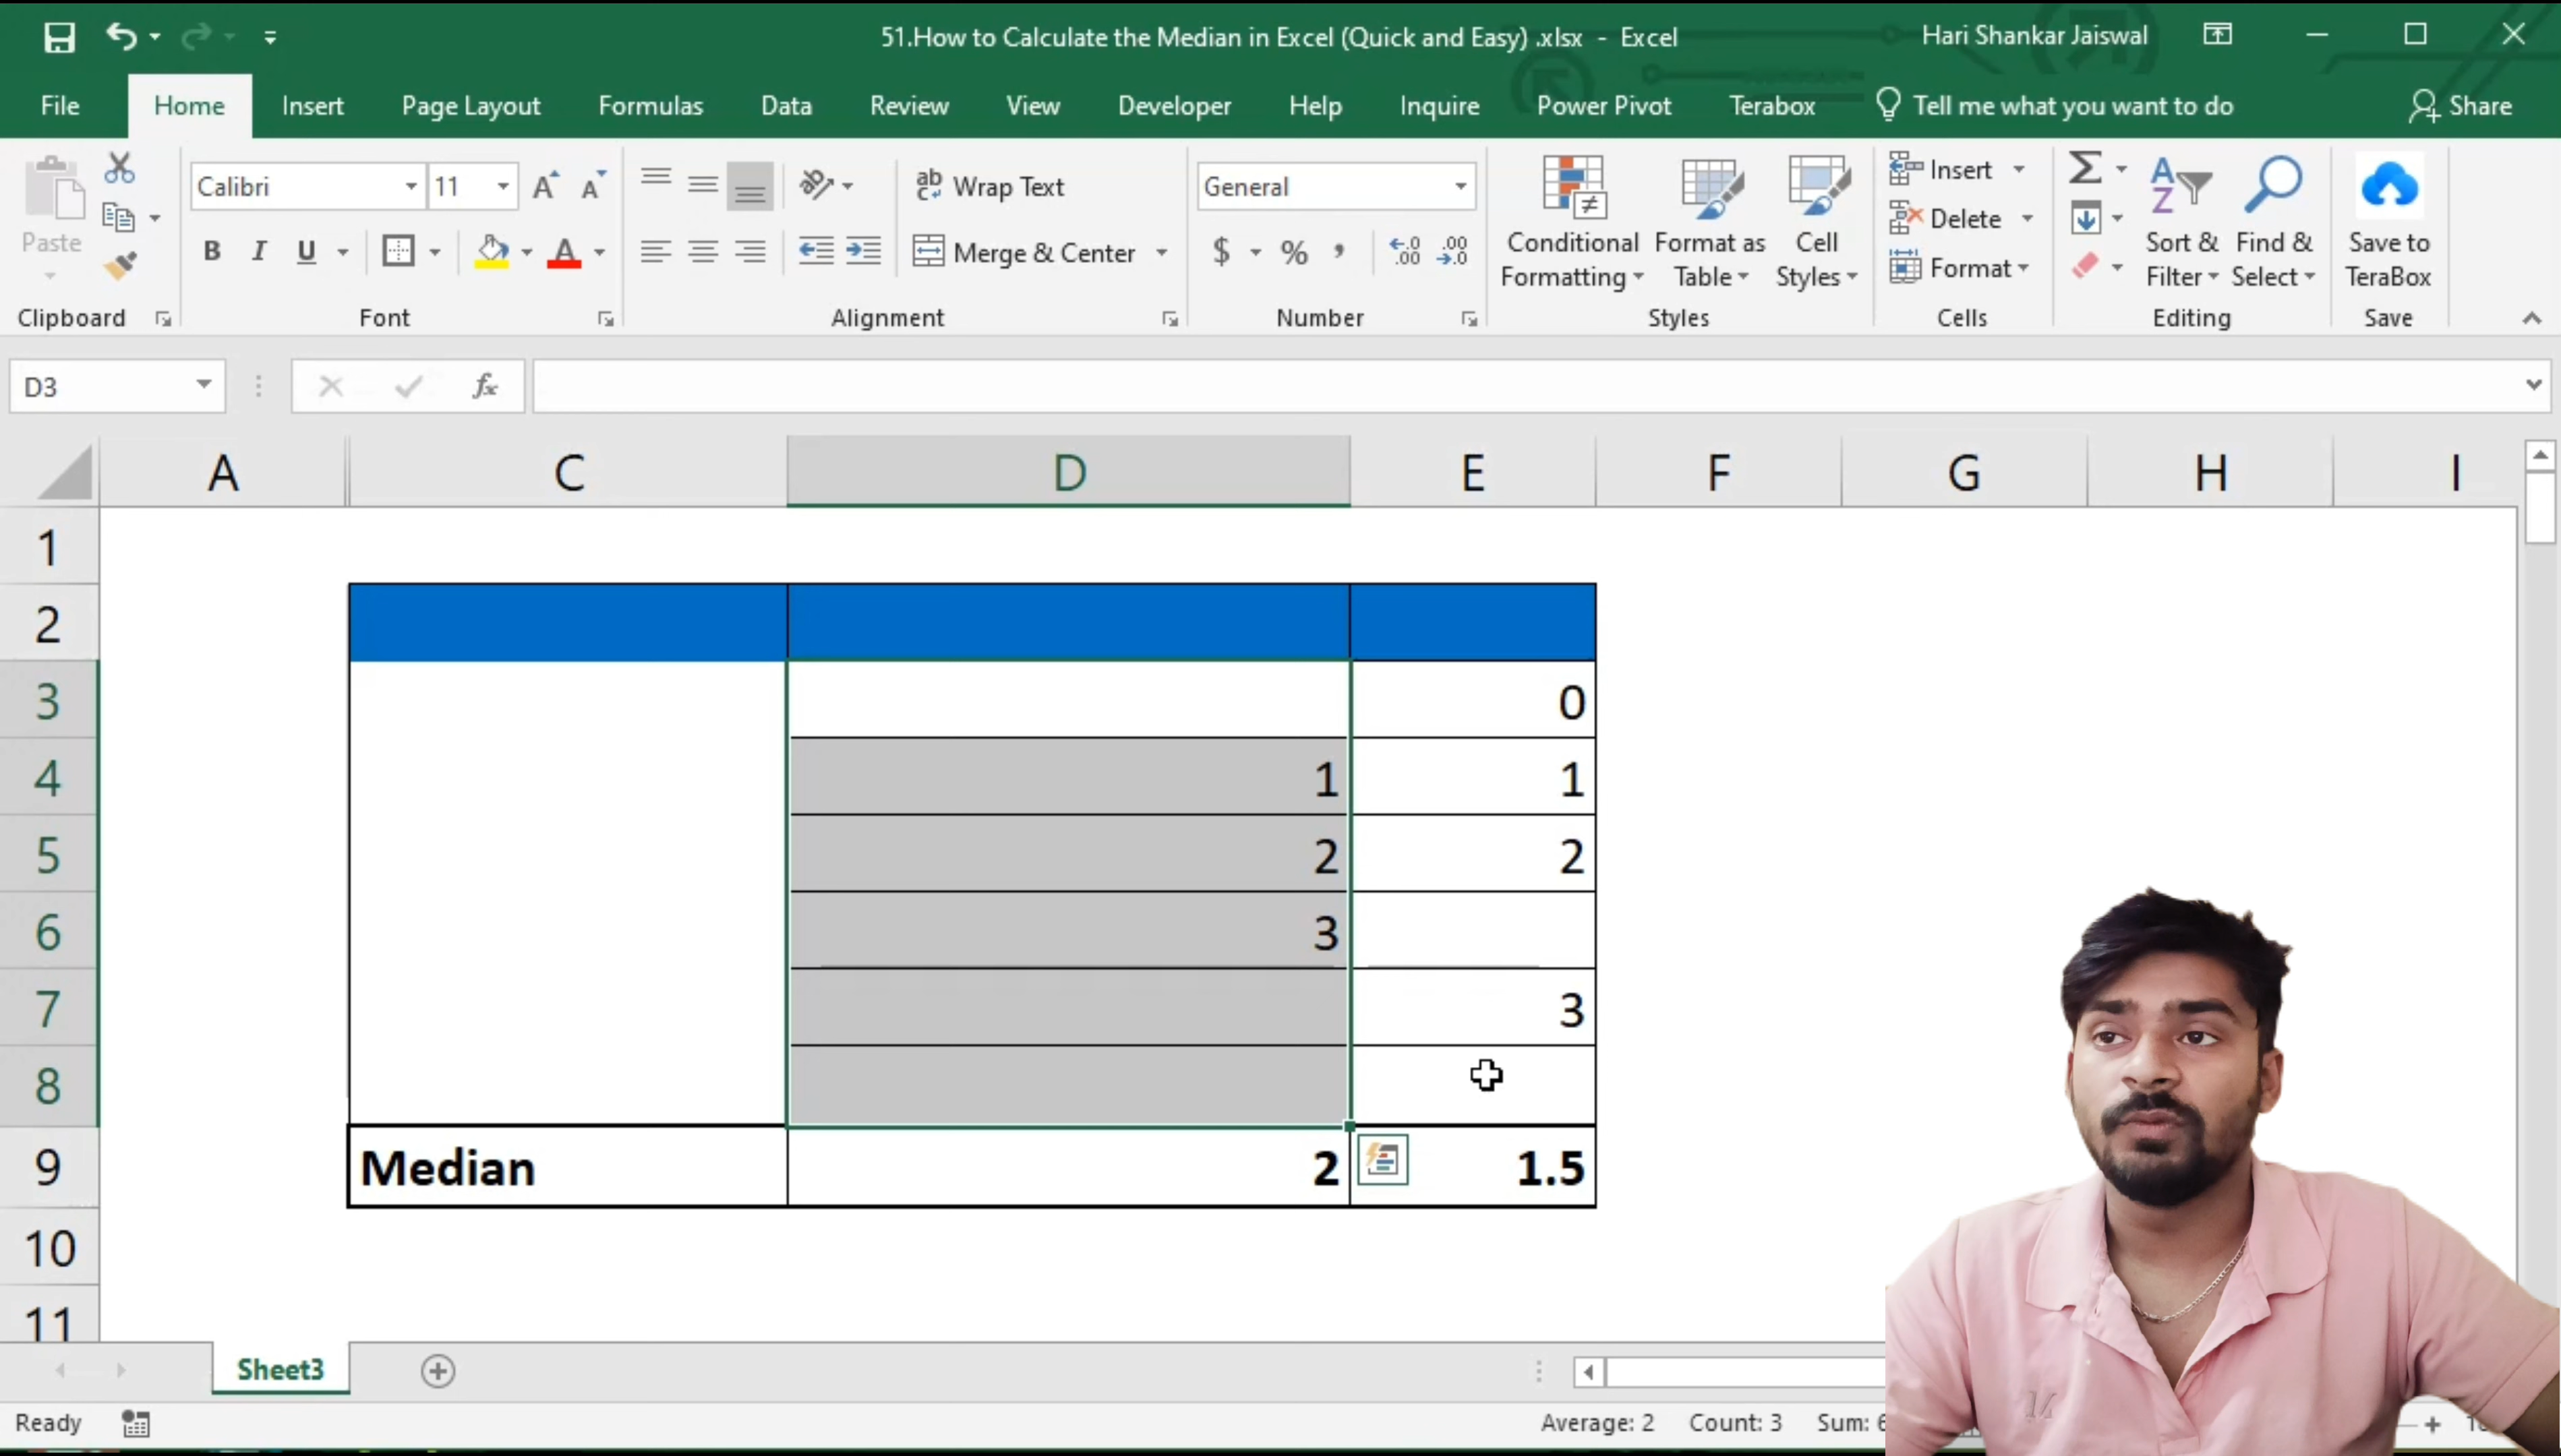 51.How to Calculate the Median in Excel (Quick and Easy) .xlsx - Excel
Hari Shankar Jaiswal
File Home Insert Page Layout Formulas Data Review View Developer Help Inquire Power Pivot Terabox Tell me what you want to do Share
Paste
Clipboard
Calibri 11
B I U
Font
Wrap Text
Merge & Center
Alignment
General
$ % ,
Number
Conditional Formatting
Format as Table
Cell Styles
Styles
Insert
Delete
Format
Cells
Sort & Filter
Find & Select
Editing
Save to TeraBox
Save
D3
fx
A C D E F G H I
1
2
3 0
4 1 1
5 2 2
6 3
7 3
8
9 Median 2 1.5
10
11
Sheet3
Ready Average: 2 Count: 3 Sum: 6